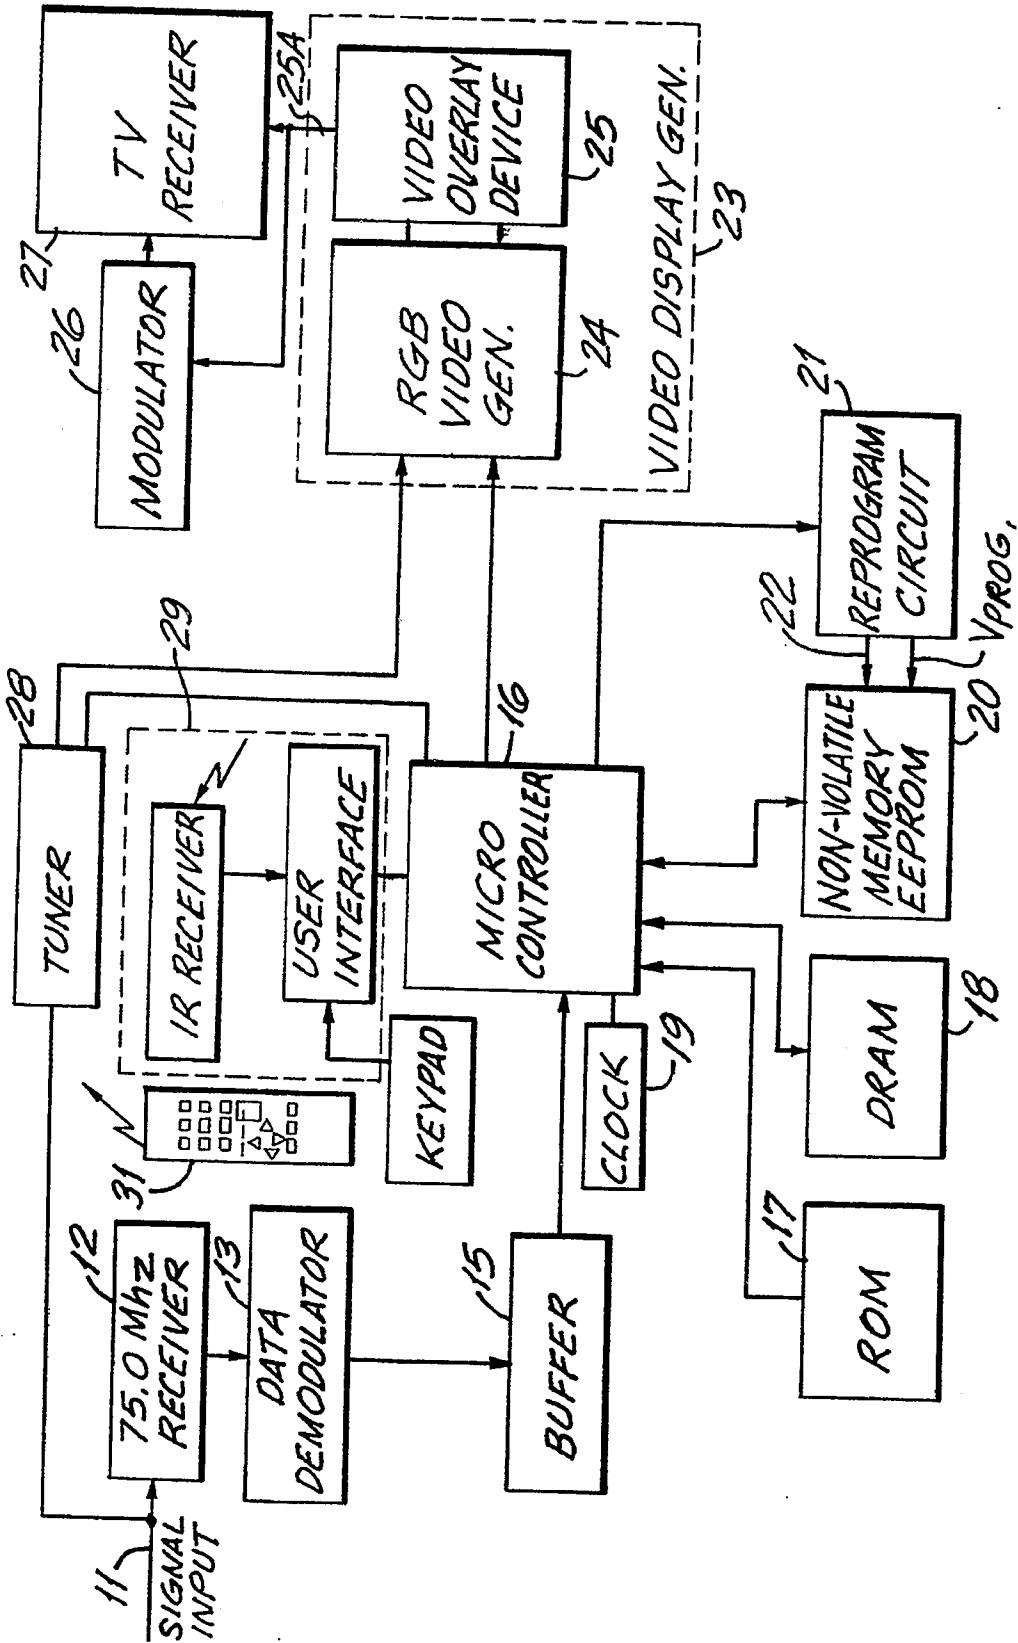 11
SIGNAL
INPUT
12
75.0 Mhz
RECEIVER
13
DATA
DEMODULATOR
15
BUFFER
17
ROM
31
28
TUNER
29
IR RECEIVER
USER
INTERFACE
KEYPAD
16
MICRO
CONTROLLER
CLOCK
19
DRAM
18
NON-VOLATILE
MEMORY
EEPROM
20
22
VPROG.
21
REPROGRAM
CIRCUIT
26
MODULATOR
27
TV
RECEIVER
25A
RGB
VIDEO
GEN.
24
VIDEO
OVERLAY
DEVICE
25
VIDEO DISPLAY GEN.
23